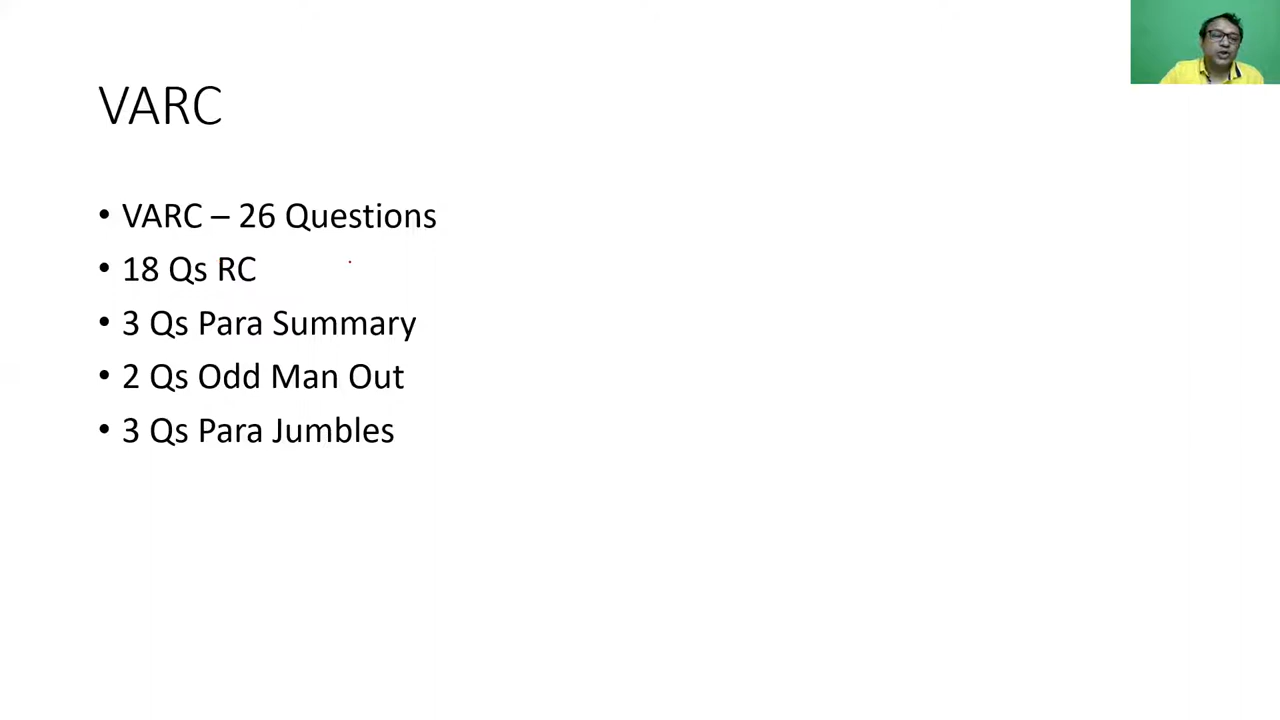 VARC
• VARC – 26 Questions
• 18 Qs RC
• 3 Qs Para Summary
• 2 Qs Odd Man Out
• 3 Qs Para Jumbles